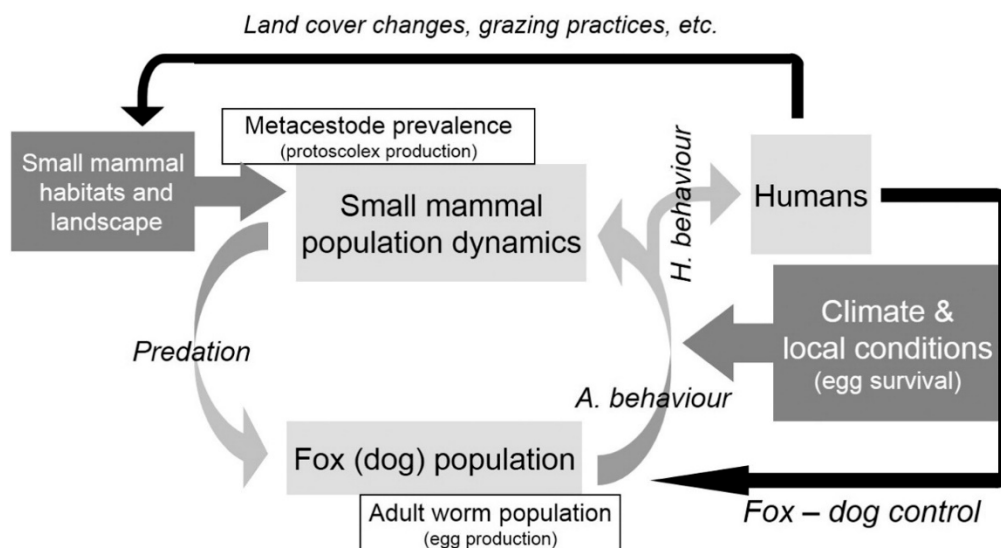 Land cover changes, grazing practices, etc.
Metacestode prevalence
(protoscolex production)
Small mammal
habitats and
landscape
Small mammal
population dynamics
H. behaviour
Humans
Climate &
local conditions
(egg survival)
Predation
A. behaviour
Fox (dog) population
Adult worm population
(egg production)
Fox – dog control